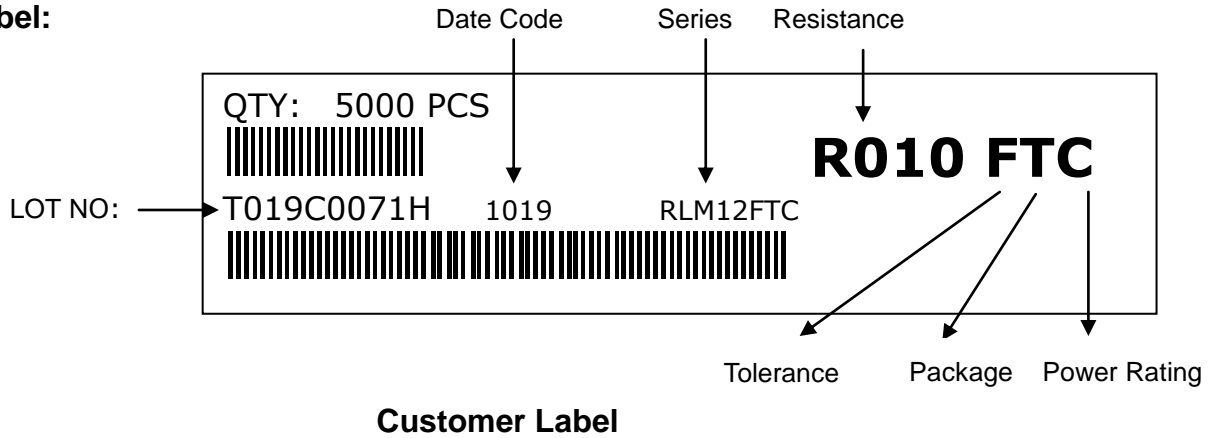 bel:
Date Code Series Resistance
QTY: 5000 PCS
R010 FTC
LOT NO: T019C0071H 1019 RLM12FTC
Tolerance Package Power Rating
Customer Label